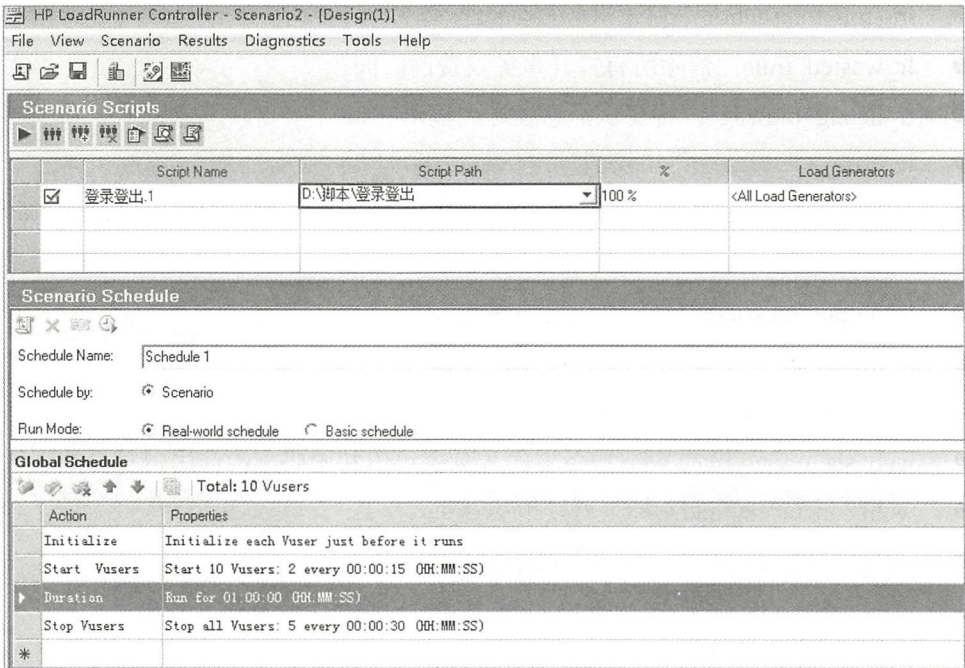 HP LoadRunner Controller - Scenario2 - [Design(1)]
File View Scenario Results Diagnostics Tools Help
Scenario Scripts
Script Name Script Path % Load Generators
登录登出.1 D:\脚本\登录登出 100 % <All Load Generators>
Scenario Schedule
Schedule Name: Schedule 1
Schedule by: Scenario
Run Mode: Real-world schedule Basic schedule
Global Schedule
Total: 10 Vusers
Action Properties
Initialize Initialize each Vuser just before it runs
Start Vusers Start 10 Vusers: 2 every 00:00:15 (HH:MM:SS)
Duration Run for 01:00:00 (HH:MM:SS)
Stop Vusers Stop all Vusers: 5 every 00:00:30 (HH:MM:SS)